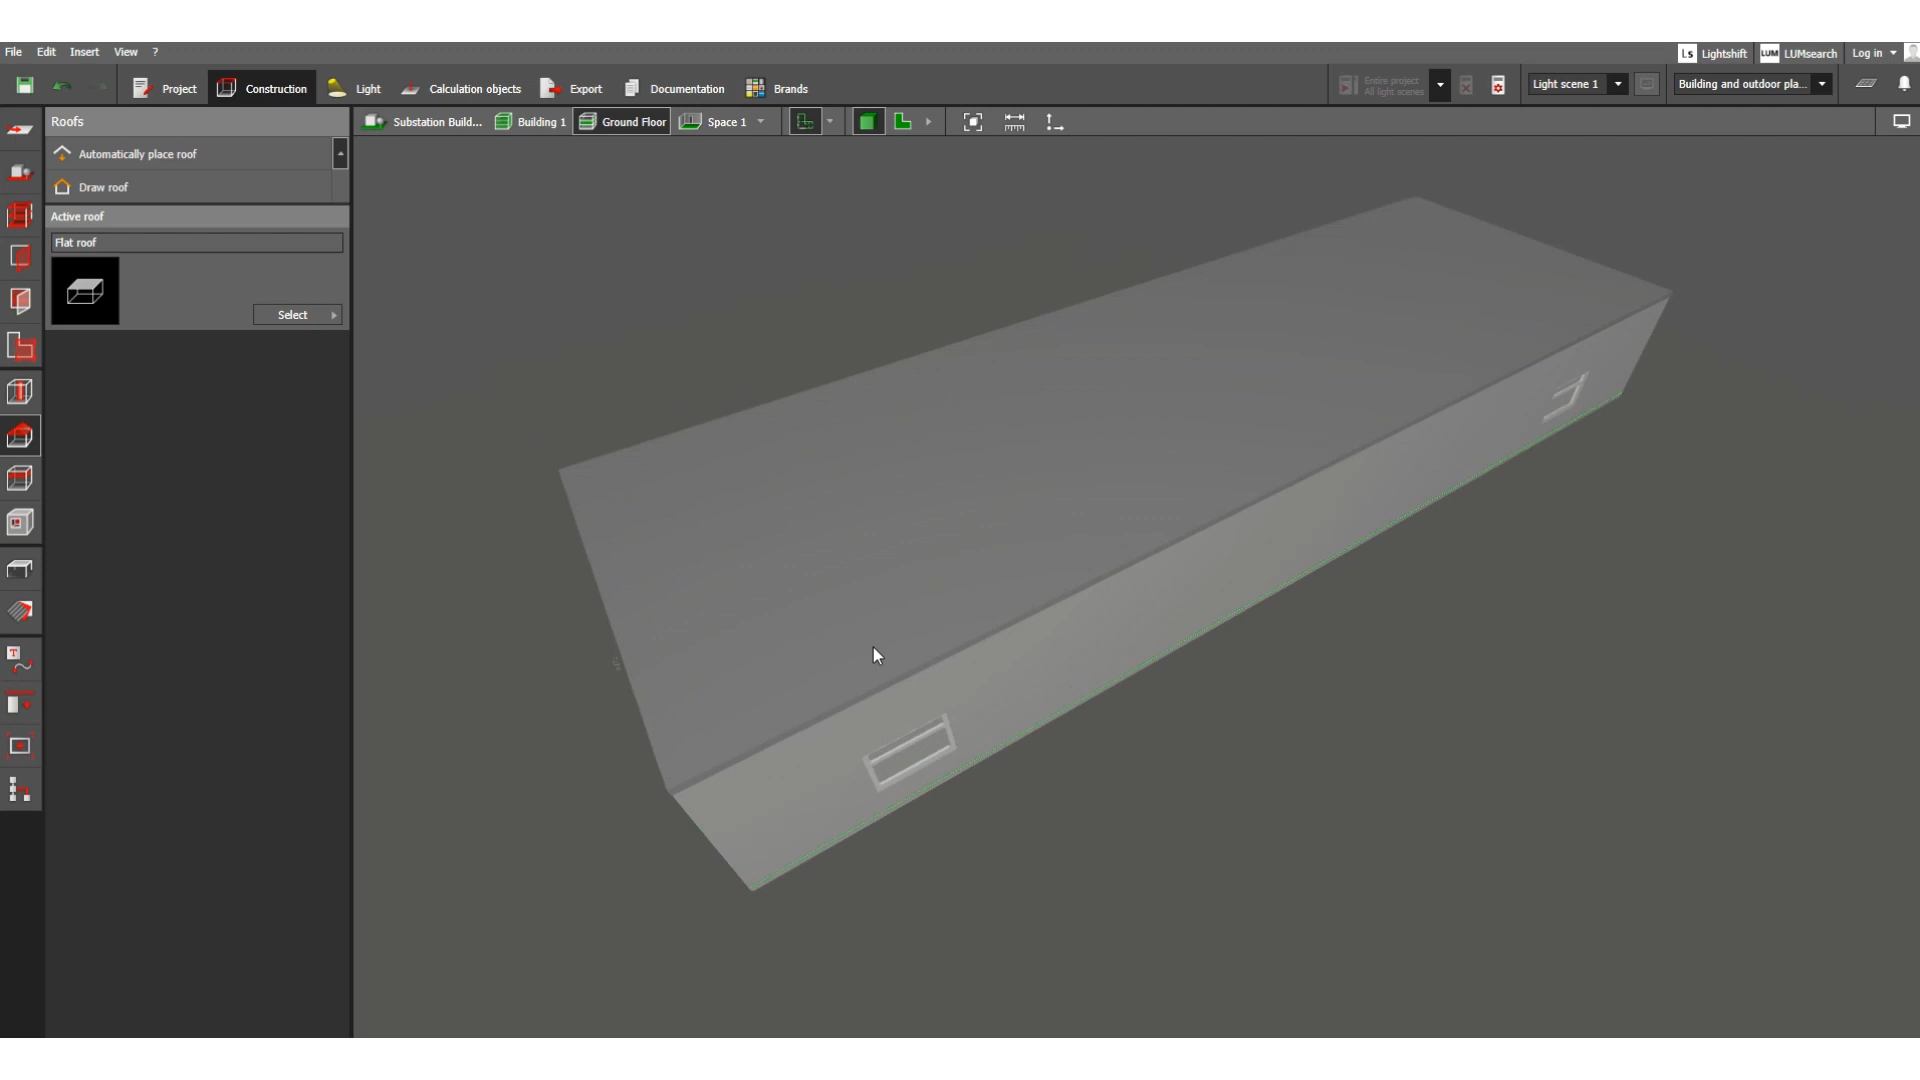 File Edit Insert View ?
Ls Lightshift LUM LUMsearch Log in
Project Construction Light Calculation objects Export Documentation Brands
Entire project
All light scenes
Light scene 1
Building and outdoor pla...
Roofs
Substation Build... Building 1 Ground Floor Space 1
Automatically place roof
Draw roof
Active roof
Flat roof
Select
T